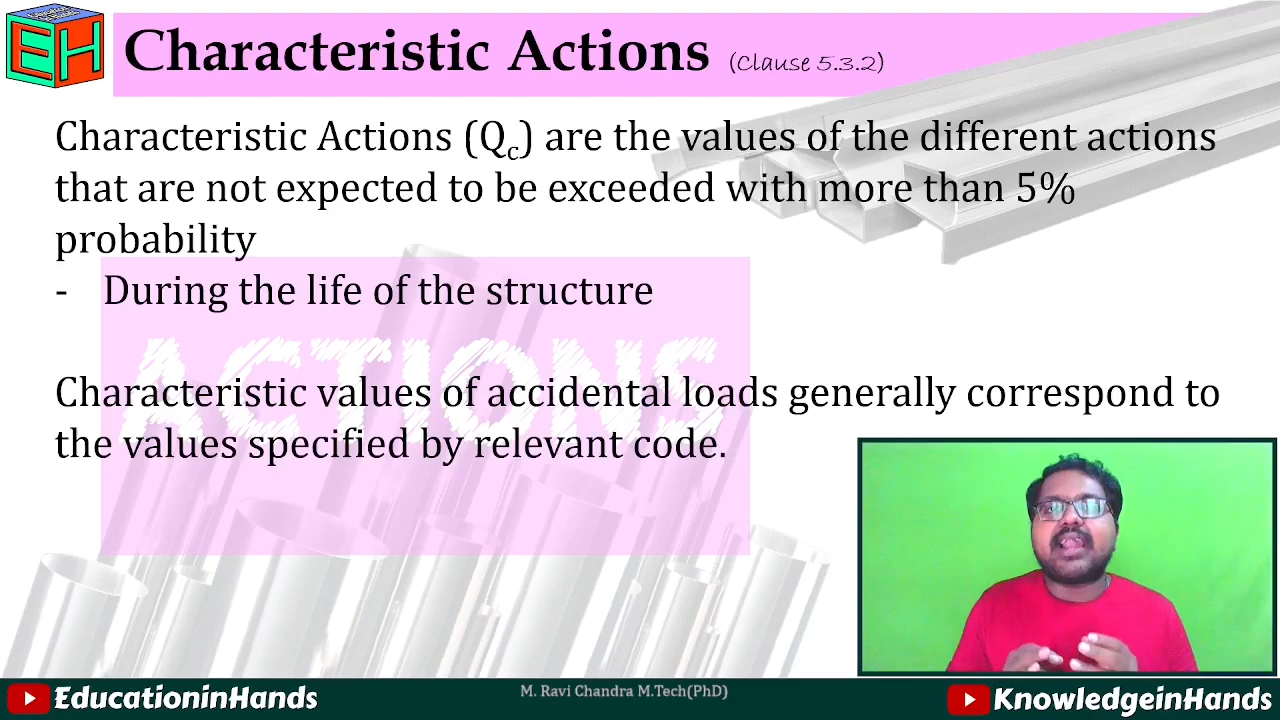 EH
Characteristic Actions (Clause 5.3.2)
Characteristic Actions (Qc) are the values of the different actions
that are not expected to be exceeded with more than 5%
probability
- During the life of the structure
ACTIONS
Characteristic values of accidental loads generally correspond to
the values specified by relevant code.
EducationinHands
M. Ravi Chandra M.Tech(PhD)
KnowledgeinHands